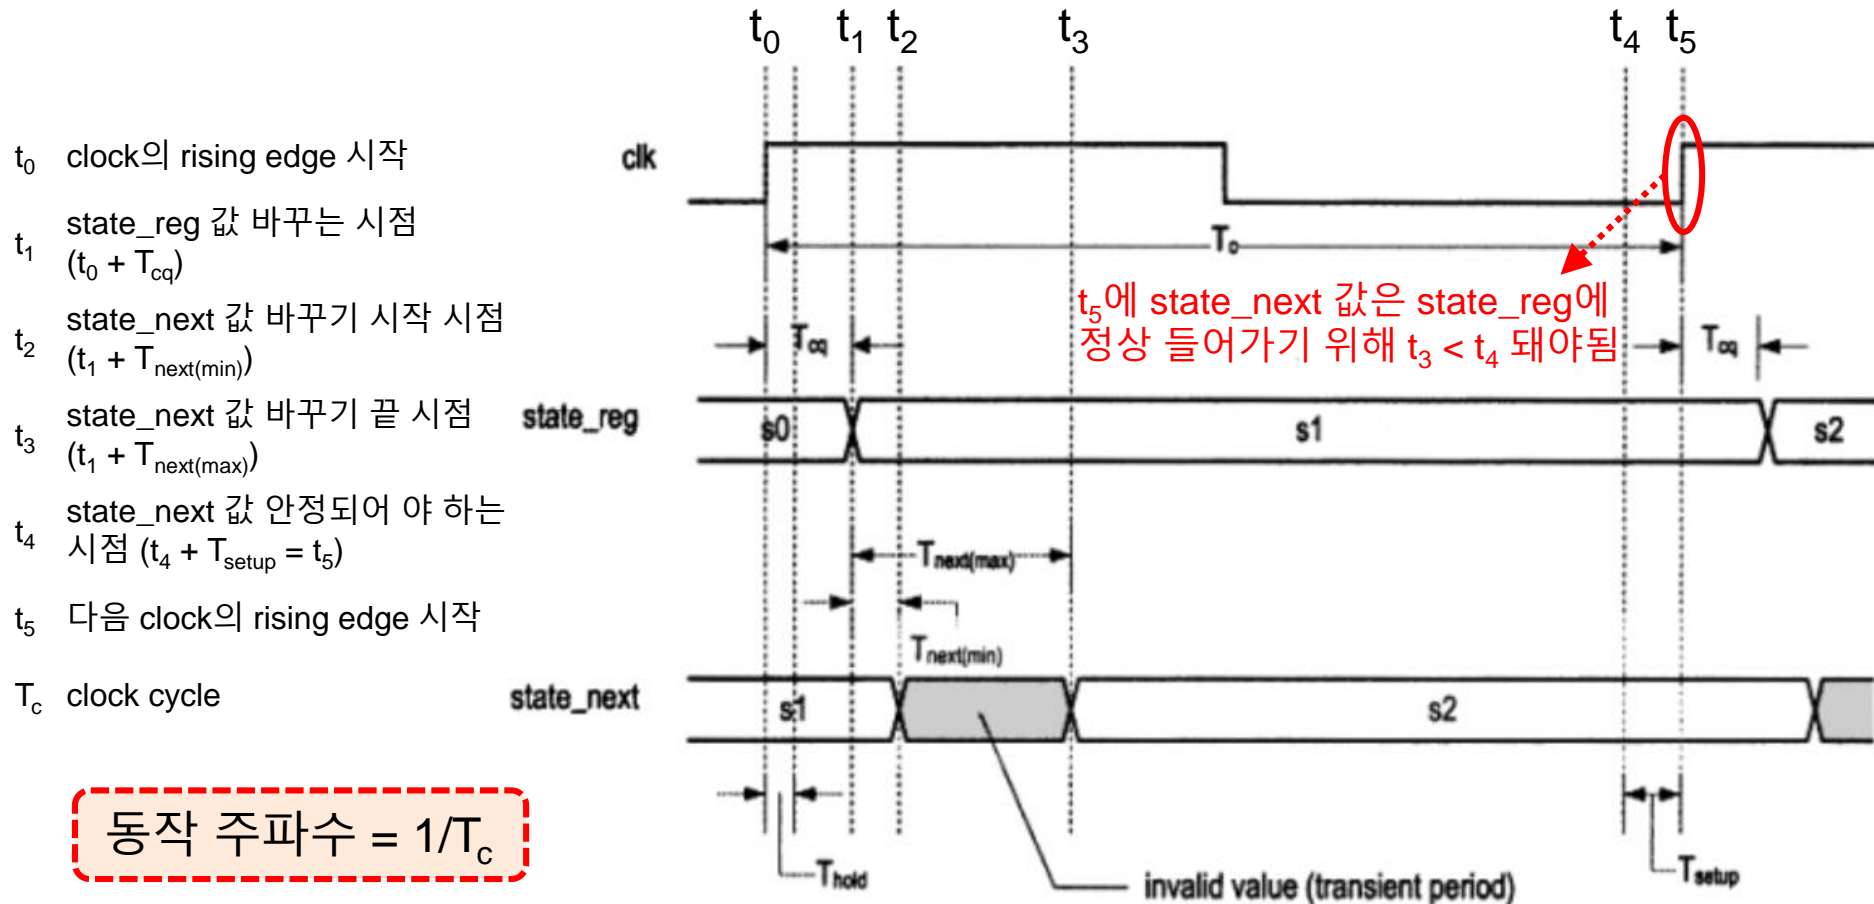 t0 t1 t2 t3 t4 t5
t0 clock의 rising edge 시작
t1 state_reg 값 바꾸는 시점
(t0 + Tcq)
t2 state_next 값 바꾸기 시작 시점
(t1 + Tnext(min))
t3 state_next 값 바꾸기 끝 시점
(t1 + Tnext(max))
t4 state_next 값 안정되어 야 하는
시점 (t4 + Tsetup = t5)
t5 다음 clock의 rising edge 시작
Tc clock cycle
동작 주파수 = 1/Tc
clk
Tc
t5에 state_next 값은 state_reg에
정상 들어가기 위해 t3 < t4 돼야됨
Tcq
Tcq
state_reg
s0
s1
s2
Tnext(max)
Tnext(min)
state_next
s1
s2
Thold
invalid value (transient period)
Tsetup